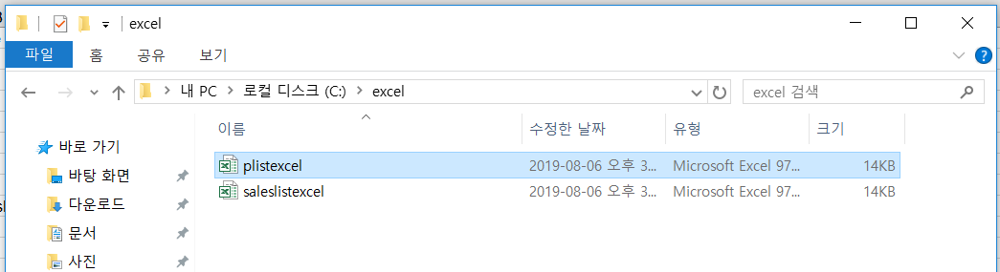 excel
파일 홈 공유 보기
내 PC 로컬 디스크 (C:) excel excel 검색
이름 수정한 날짜 유형 크기
바로 가기
바탕 화면
다운로드
문서
사진
plistexcel 2019-08-06 오후 3... Microsoft Excel 97... 14KB
saleslistexcel 2019-08-06 오후 3... Microsoft Excel 97... 14KB